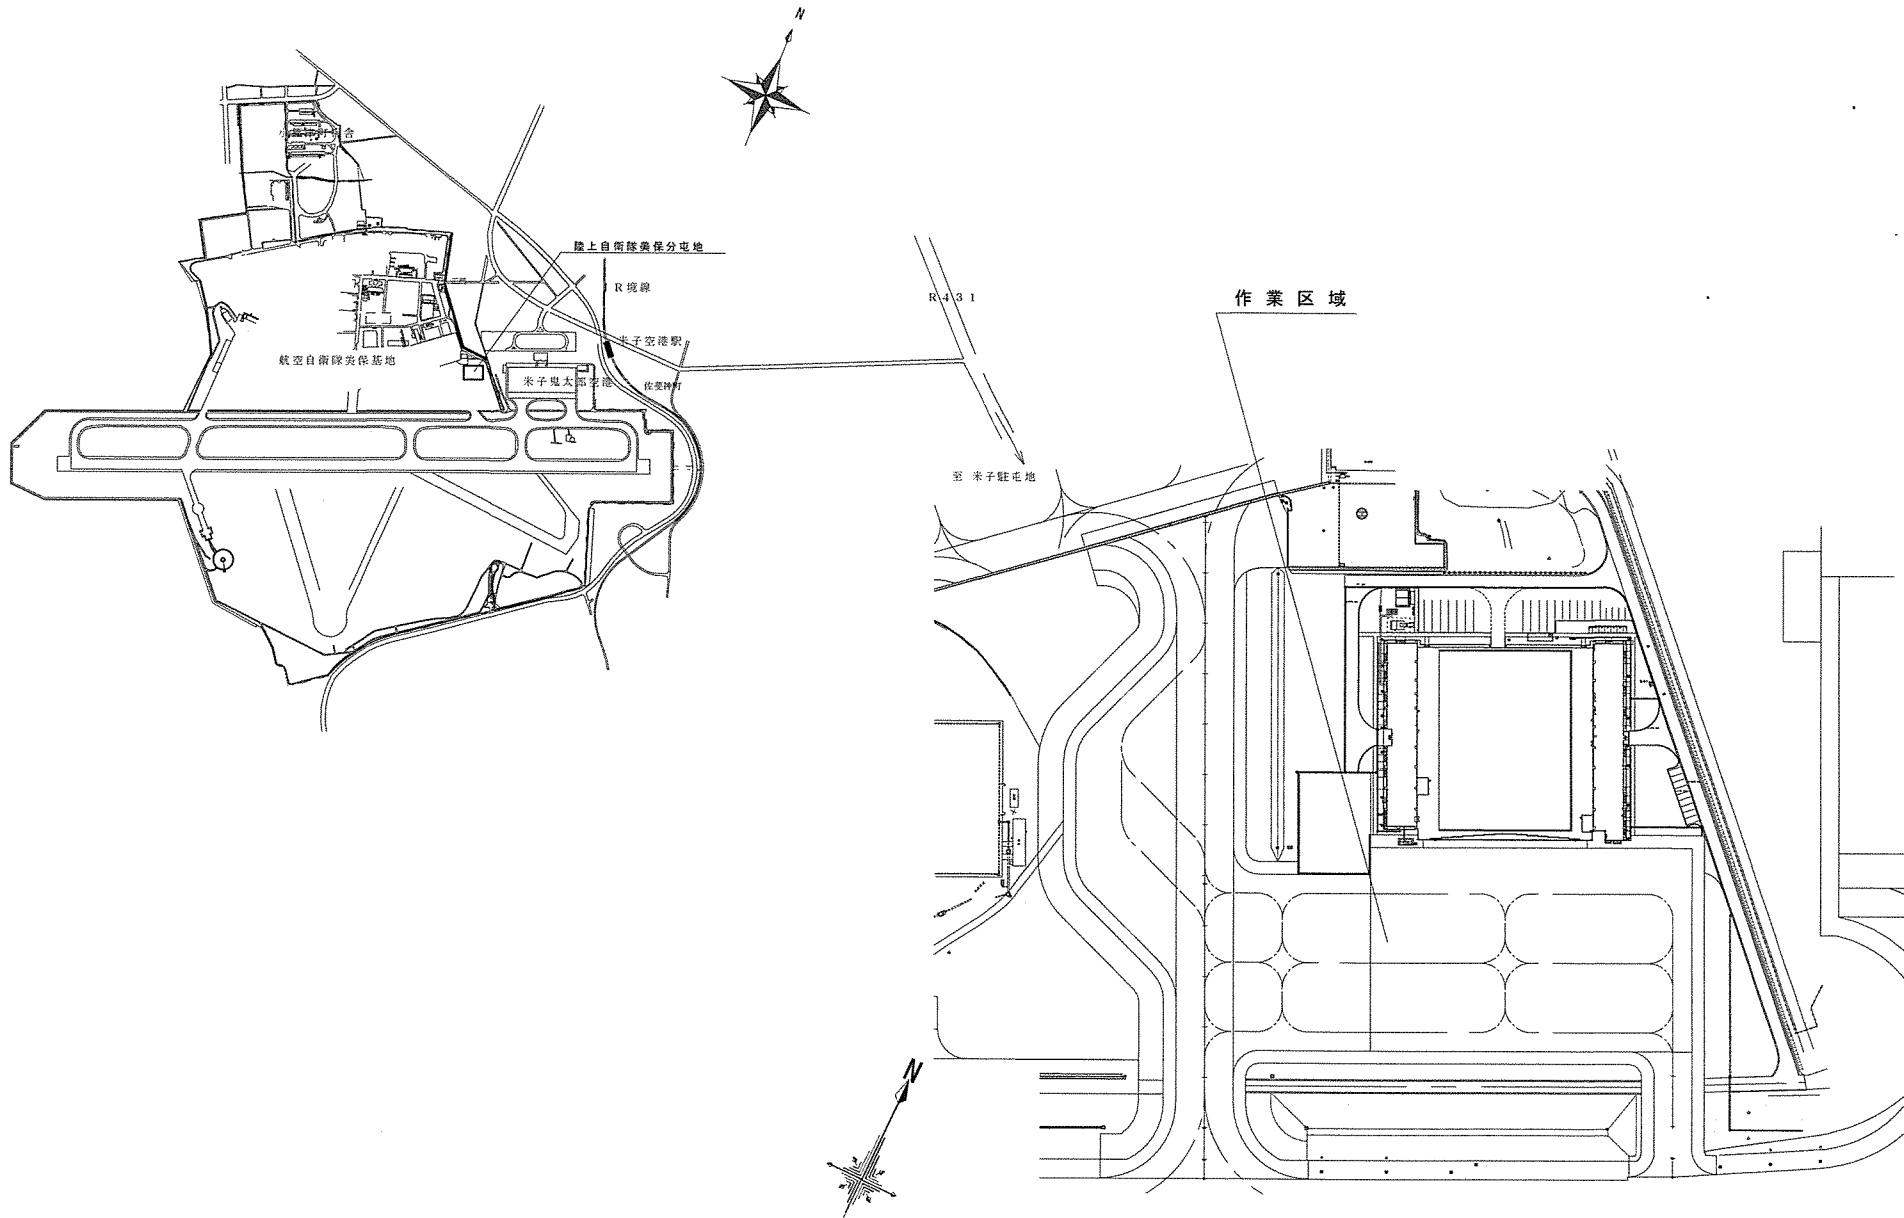 N
陸上自衛隊美保分屯地
R境線
R431
作業区域
米子空港駅
航空自衛隊美保基地
米子鬼太郎空港
佐斐神町
至 米子駐屯地
N